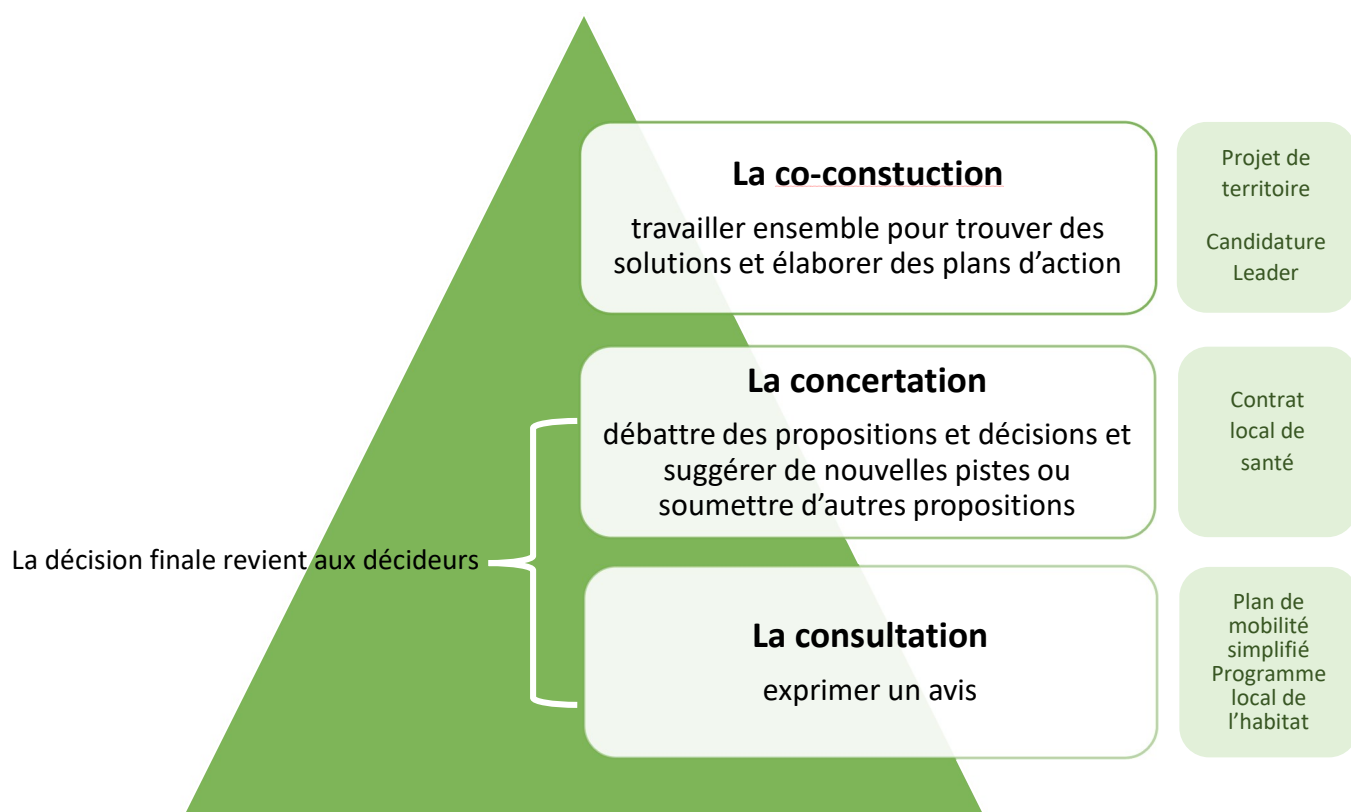 La co-constuction
travailler ensemble pour trouver des
solutions et élaborer des plans d’action
Projet de
territoire
Candidature
Leader
La concertation
débattre des propositions et décisions et
suggérer de nouvelles pistes ou
soumettre d’autres propositions
Contrat
local de
santé
La décision finale revient aux décideurs
La consultation
exprimer un avis
Plan de
mobilité
simplifié
Programme
local de
l’habitat